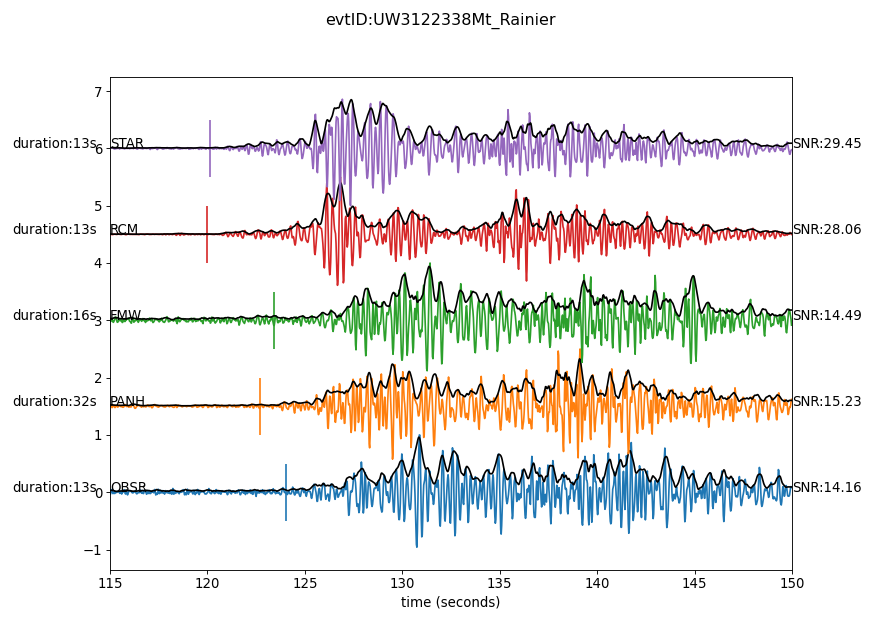 evtID:UW3122338Mt_Rainier
7
duration:13s STAR SNR:29.45
6
5
duration:13s RCM SNR:28.06
4
duration:16s FMW SNR:14.49
3
2
duration:32s PANH SNR:15.23
1
duration:13s OBSR SNR:14.16
0
−1
115 120 125 130 135 140 145 150
time (seconds)